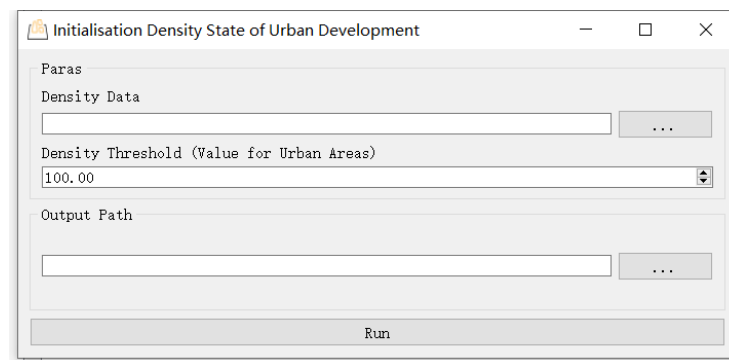 Initialisation Density State of Urban Development
Paras
Density Data
...
Density Threshold (Value for Urban Areas)
100.00
Output Path
...
Run